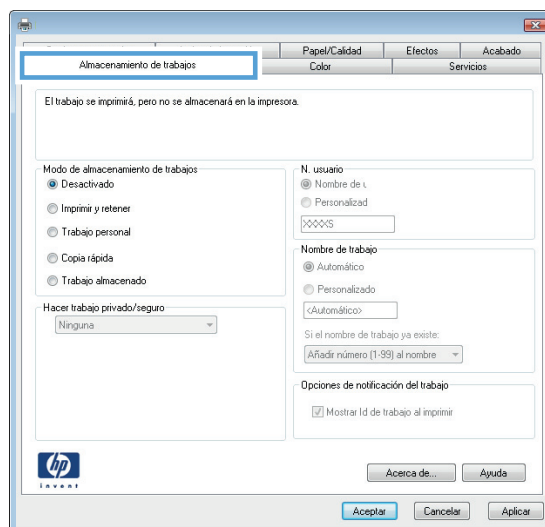 Papel/Calidad Efectos Acabado
Almacenamiento de trabajos Color Servicios
El trabajo se imprimirá, pero no se almacenará en la impresora.
Modo de almacenamiento de trabajos
Desactivado
Imprimir y retener
Trabajo personal
Copia rápida
Trabajo almacenado
Hacer trabajo privado/seguro
Ninguna
N. usuario
Nombre de
Personalizad
Nombre de trabajo
Automático
Personalizado
<Automático>
Si el nombre de trabajo ya existe:
Añadir número (1-99) al nombre
Opciones de notificación del trabajo
Mostrar Id de trabajo al imprimir
hp
invent
Acerca de... Ayuda
Aceptar Cancelar Aplicar